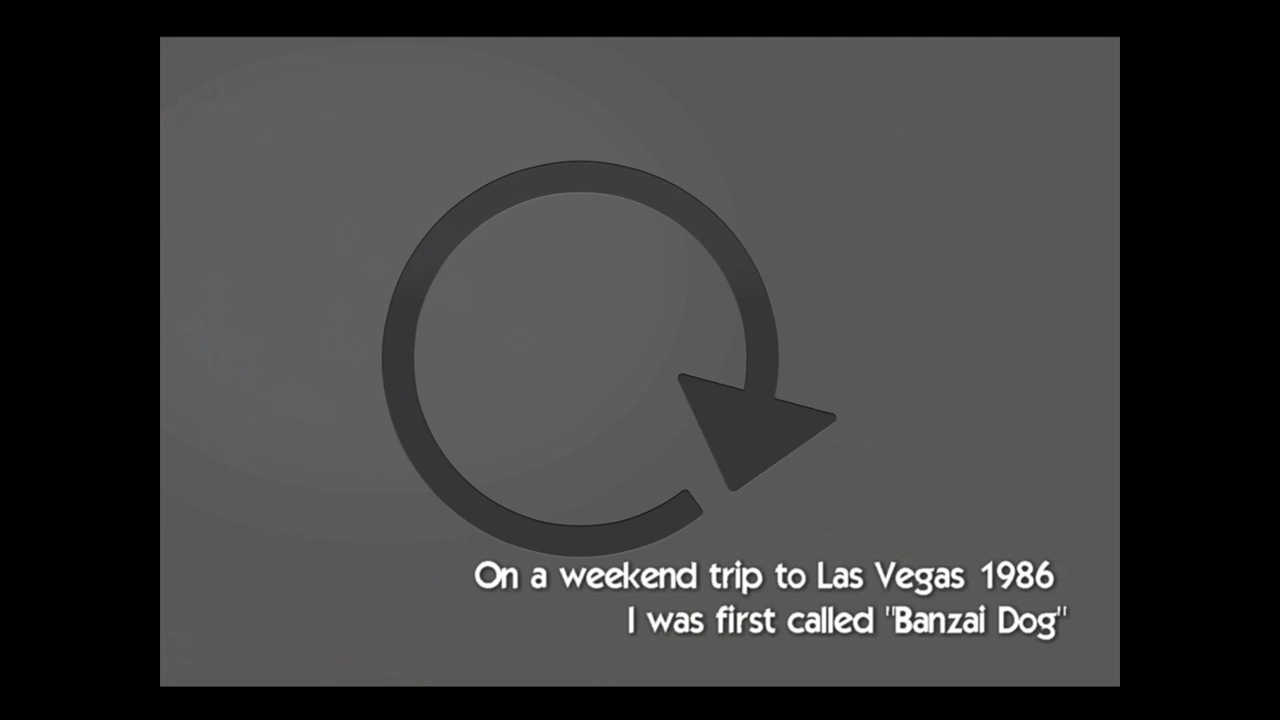 On a weekend trip to Las Vegas 1986
I was first called "Banzai Dog"